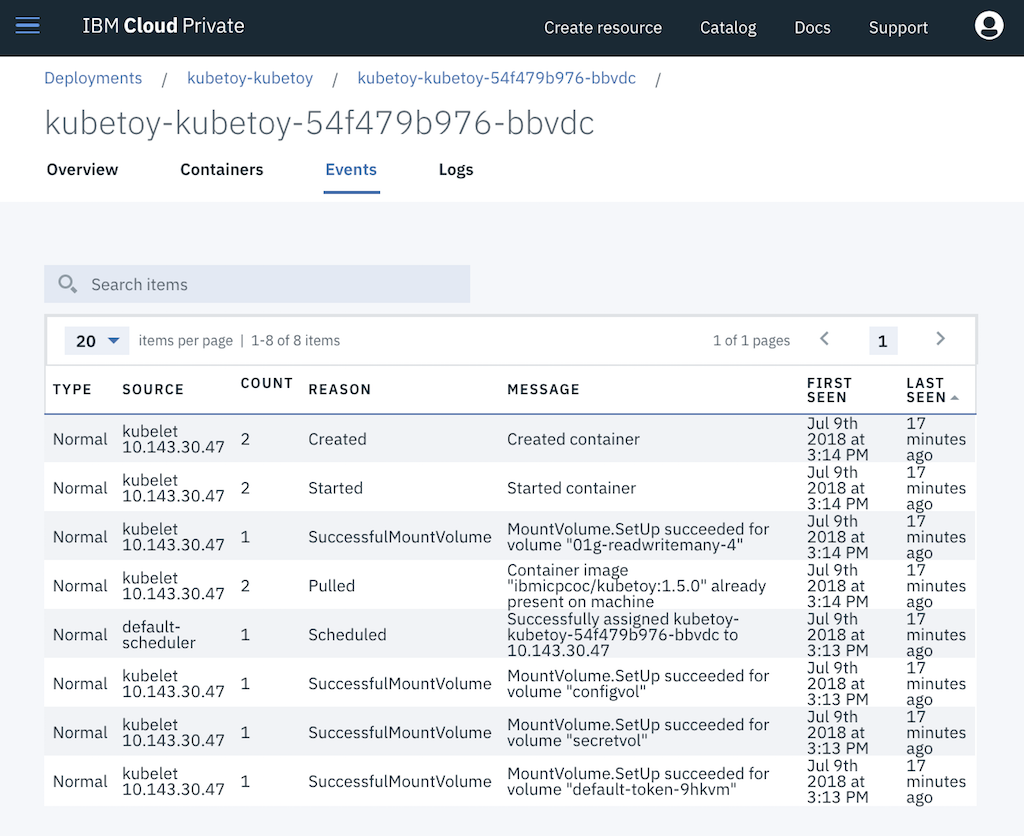 IBM Cloud Private
Create resource
Catalog
Docs
Support
Deployments / kubetoy-kubetoy / kubetoy-kubetoy-54f479b976-bbvdc /
kubetoy-kubetoy-54f479b976-bbvdc
Overview
Containers
Events
Logs
Search items
20 items per page | 1-8 of 8 items
1 of 1 pages
1
TYPE
SOURCE
COUNT
REASON
MESSAGE
FIRST
SEEN
LAST
SEEN
Normal
kubelet
10.143.30.47
2
Created
Created container
Jul 9th
2018 at
3:14 PM
17
minutes
ago
Normal
kubelet
10.143.30.47
2
Started
Started container
Jul 9th
2018 at
3:14 PM
17
minutes
ago
Normal
kubelet
10.143.30.47
1
SuccessfulMountVolume
MountVolume.SetUp succeeded for
volume "01g-readwritemany-4"
Jul 9th
2018 at
3:14 PM
17
minutes
ago
Normal
kubelet
10.143.30.47
2
Pulled
Container image
"ibmicpcoc/kubetoy:1.5.0" already
present on machine
Jul 9th
2018 at
3:14 PM
17
minutes
ago
Normal
default-
scheduler
1
Scheduled
Successfully assigned kubetoy-
kubetoy-54f479b976-bbvdc to
10.143.30.47
Jul 9th
2018 at
3:13 PM
17
minutes
ago
Normal
kubelet
10.143.30.47
1
SuccessfulMountVolume
MountVolume.SetUp succeeded for
volume "configvol"
Jul 9th
2018 at
3:13 PM
17
minutes
ago
Normal
kubelet
10.143.30.47
1
SuccessfulMountVolume
MountVolume.SetUp succeeded for
volume "secretvol"
Jul 9th
2018 at
3:13 PM
17
minutes
ago
Normal
kubelet
10.143.30.47
1
SuccessfulMountVolume
MountVolume.SetUp succeeded for
volume "default-token-9hkvm"
Jul 9th
2018 at
3:13 PM
17
minutes
ago